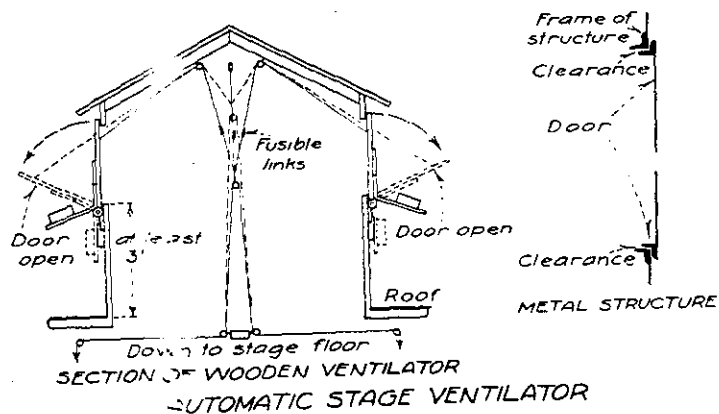 Frame of
structure
Clearance
Door
Fusible
links
Door open
Door
open
at least
3
Clearance
Roof
METAL STRUCTURE
Down to stage floor
SECTION OF WOODEN VENTILATOR
AUTOMATIC STAGE VENTILATOR